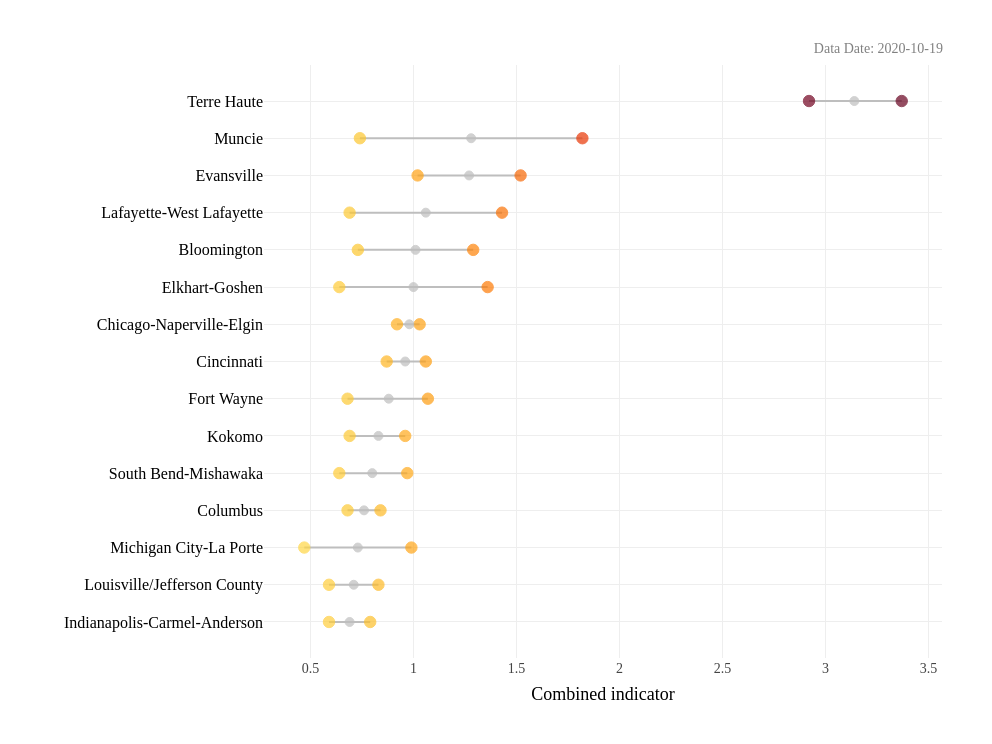 Data Date: 2020-10-19
Terre Haute
Muncie
Evansville
Lafayette-West Lafayette
Bloomington
Elkhart-Goshen
Chicago-Naperville-Elgin
Cincinnati
Fort Wayne
Kokomo
South Bend-Mishawaka
Columbus
Michigan City-La Porte
Louisville/Jefferson County
Indianapolis-Carmel-Anderson
0.5 1 1.5 2 2.5 3 3.5
Combined indicator